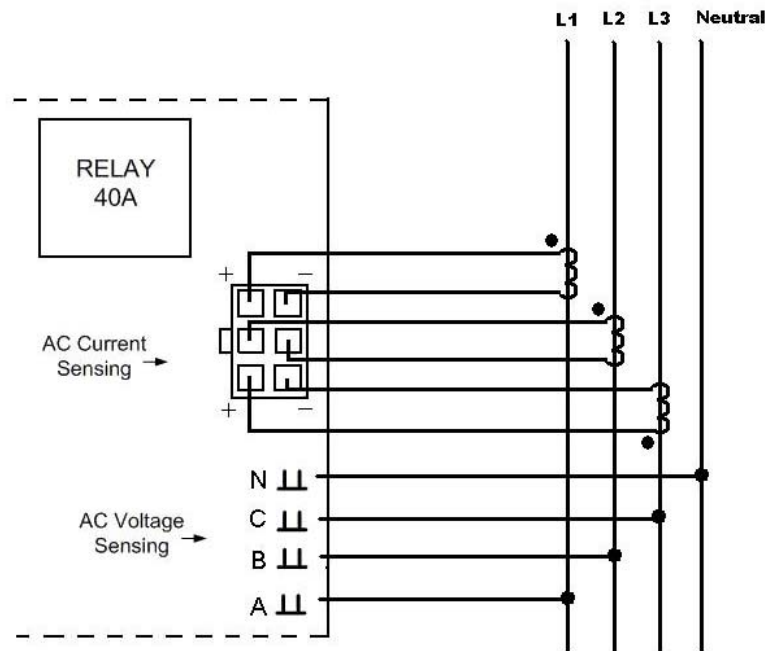 L1 L2 L3 Neutral
RELAY
40A
+ −
AC Current
Sensing
+ −
N
C
AC Voltage
Sensing
B
A